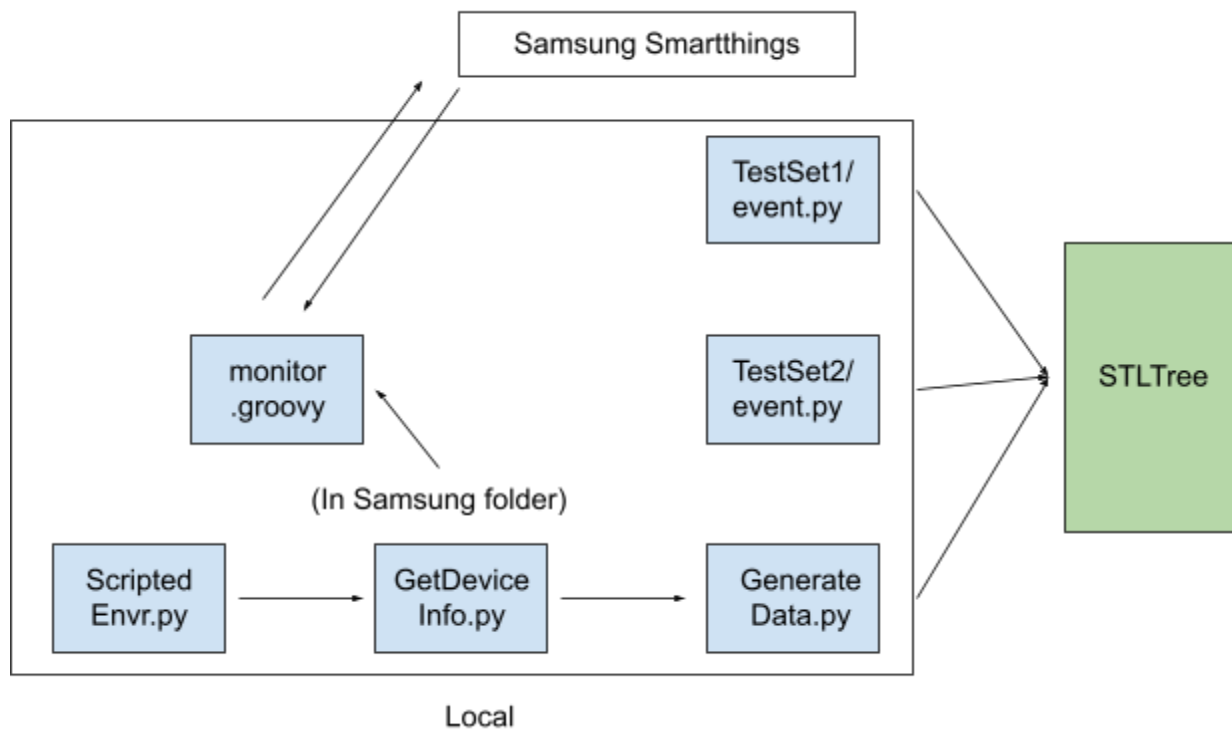 Samsung Smartthings
TestSet1/
event.py
monitor
.groovy
TestSet2/
event.py
STLTree
(In Samsung folder)
Scripted
Envr.py
GetDevice
Info.py
Generate
Data.py
Local